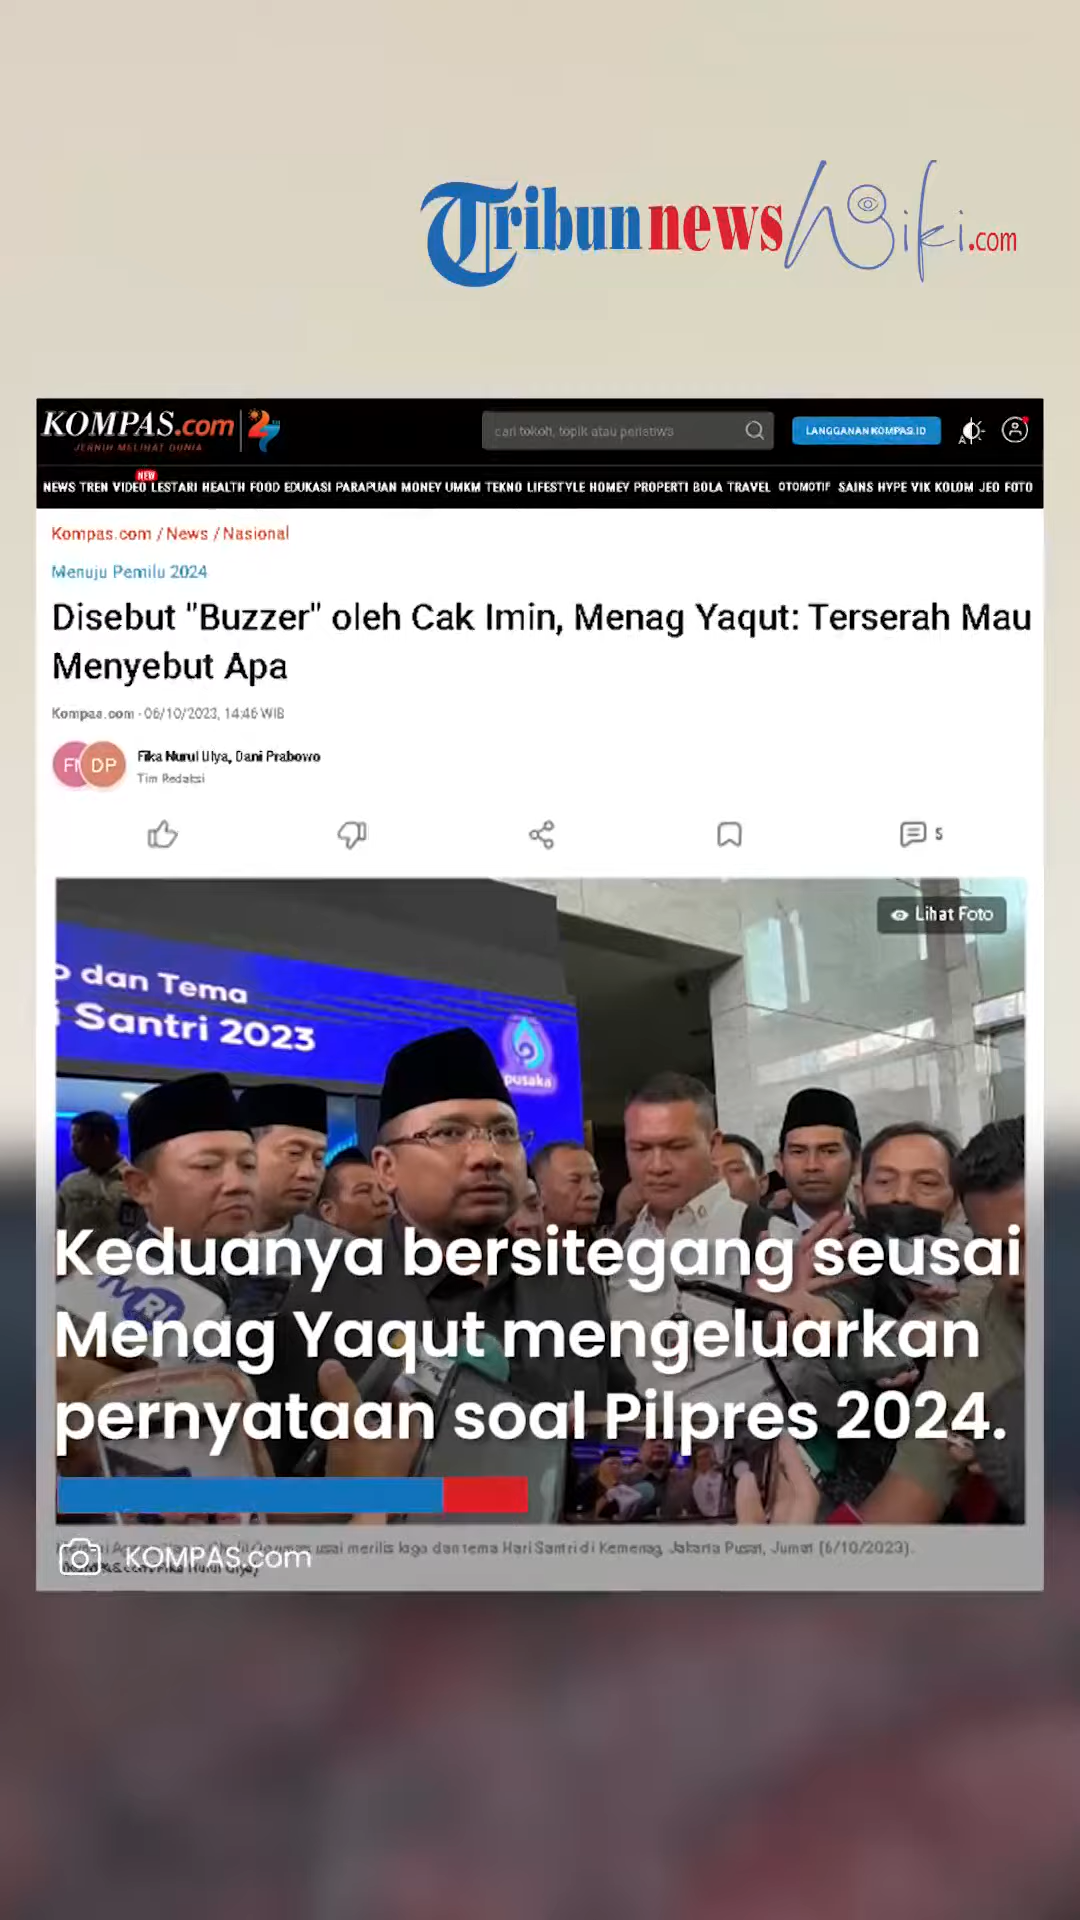 TribunnewsWiki.com
KOMPAS.com
JERNIH MELIHAT DUNIA
cari tokoh, topik atau peristiwa
LANGGANAN KOMPAS.ID
NEW
NEWS TREN VIDEO LESTARI HEALTH FOOD EDUKASI PARAPUAN MONEY UMKM TEKNO LIFESTYLE HOMEY PROPERTI BOLA TRAVEL OTOMOTIF SAINS HYPE VIK KOLOM JEO FOTO
Kompas.com / News / Nasional
Menuju Pemilu 2024
Disebut "Buzzer" oleh Cak Imin, Menag Yaqut: Terserah Mau
Menyebut Apa
Kompas.com - 06/10/2023, 14:46 WIB
DP
Fika Nurul Ulya, Dani Prabowo
Tim Redaksi
5
Lihat Foto
dan Tema
Santri 2023
pusaka
RRI
Keduanya bersitegang seusai
Menag Yaqut mengeluarkan
pernyataan soal Pilpres 2024.
KOMPAS.com
usai merilis logo dan tema Hari Santri di Kemenag, Jakarta Pusat, Jumat (6/10/2023).